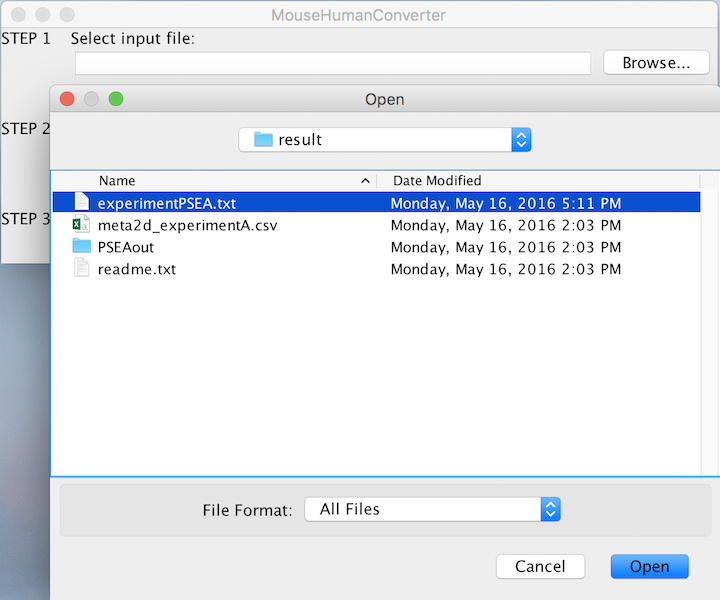 MouseHumanConverter
STEP 1 Select input file:
Browse...
Open
STEP 2
result
Name Date Modified
experimentPSEA.txt Monday, May 16, 2016 5:11 PM
STEP 3
meta2d_experimentA.csv Monday, May 16, 2016 2:03 PM
PSEAout Monday, May 16, 2016 2:03 PM
readme.txt Monday, May 16, 2016 2:03 PM
File Format: All Files
Cancel Open